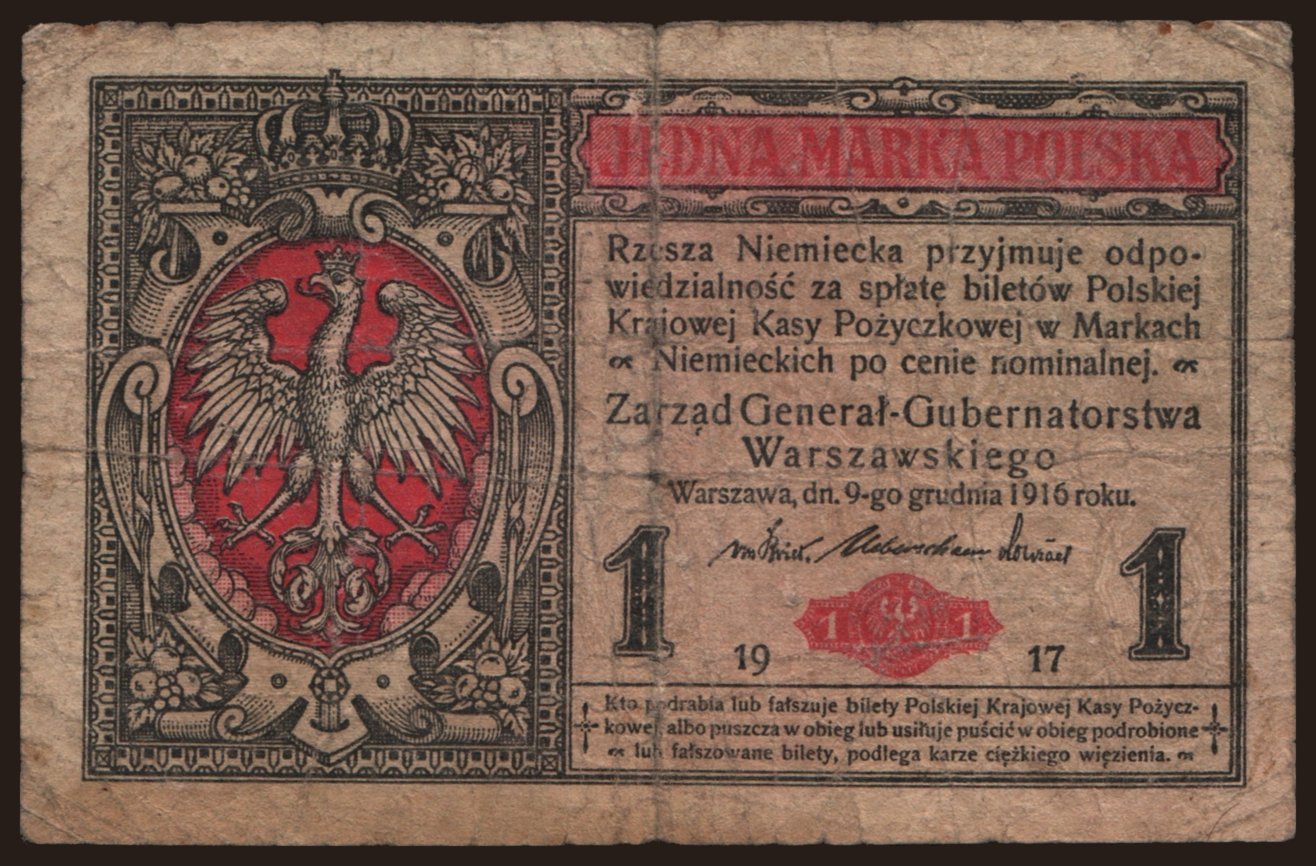 JEDNA MARKA POLSKA
Rzesza Niemiecka przyjmuje odpo-
wiedzialność za spłatę biletów Polskiej
Krajowej Kasy Pożyczkowej w Markach
Niemieckich po cenie nominalnej.
Zarząd Generał-Gubernatorstwa
Warszawskiego
Warszawa, dn. 9-go grudnia 1916 roku.
1 1
1 1
19 17
Kto podrabia lub fałszuje bilety Polskiej Krajowej Kasy Pożycz-
kowej albo puszcza w obieg lub usiłuje puścić w obieg podrobione
lub fałszowane bilety, podlega karze ciężkiego więzienia.